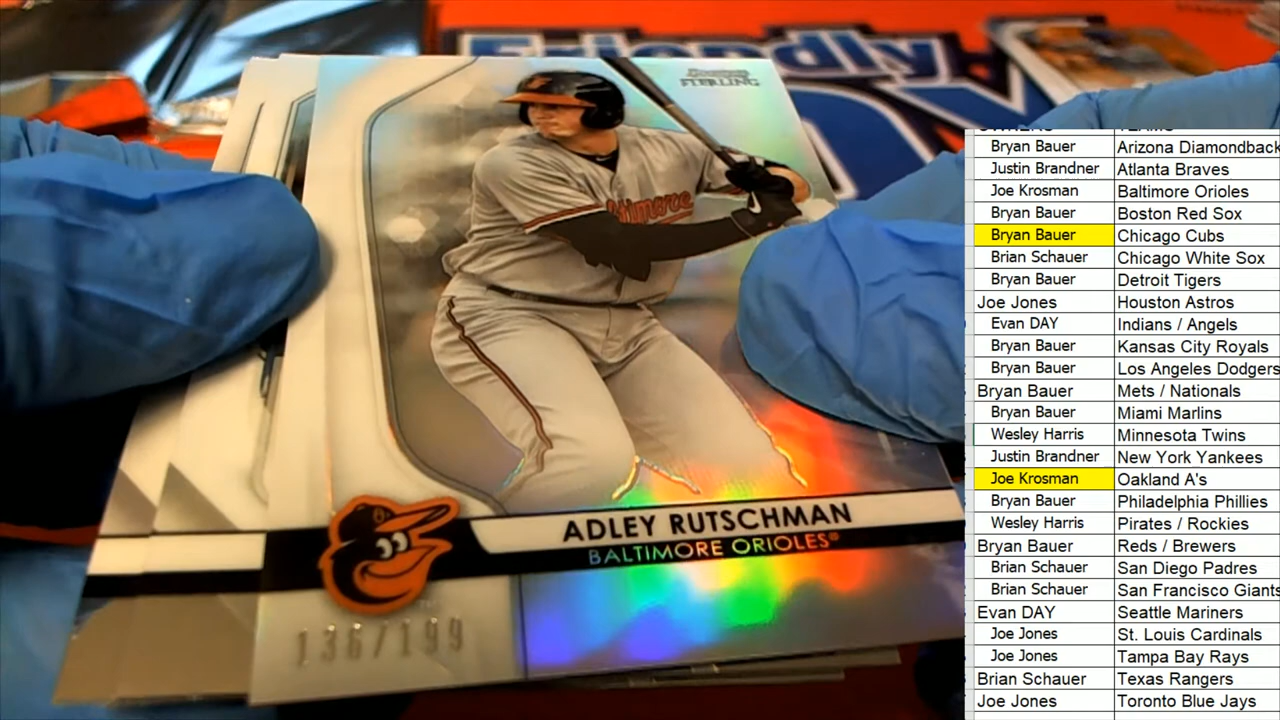 Friendly
STERLING
Baltimore
ADLEY RUTSCHMAN
BALTIMORE ORIOLES®
136/199
OWNERS TEAMS
Bryan Bauer Arizona Diamondback
Justin Brandner Atlanta Braves
Joe Krosman Baltimore Orioles
Bryan Bauer Boston Red Sox
Bryan Bauer Chicago Cubs
Brian Schauer Chicago White Sox
Bryan Bauer Detroit Tigers
Joe Jones Houston Astros
Evan DAY Indians / Angels
Bryan Bauer Kansas City Royals
Bryan Bauer Los Angeles Dodgers
Bryan Bauer Mets / Nationals
Bryan Bauer Miami Marlins
Wesley Harris Minnesota Twins
Justin Brandner New York Yankees
Joe Krosman Oakland A's
Bryan Bauer Philadelphia Phillies
Wesley Harris Pirates / Rockies
Bryan Bauer Reds / Brewers
Brian Schauer San Diego Padres
Brian Schauer San Francisco Giants
Evan DAY Seattle Mariners
Joe Jones St. Louis Cardinals
Joe Jones Tampa Bay Rays
Brian Schauer Texas Rangers
Joe Jones Toronto Blue Jays